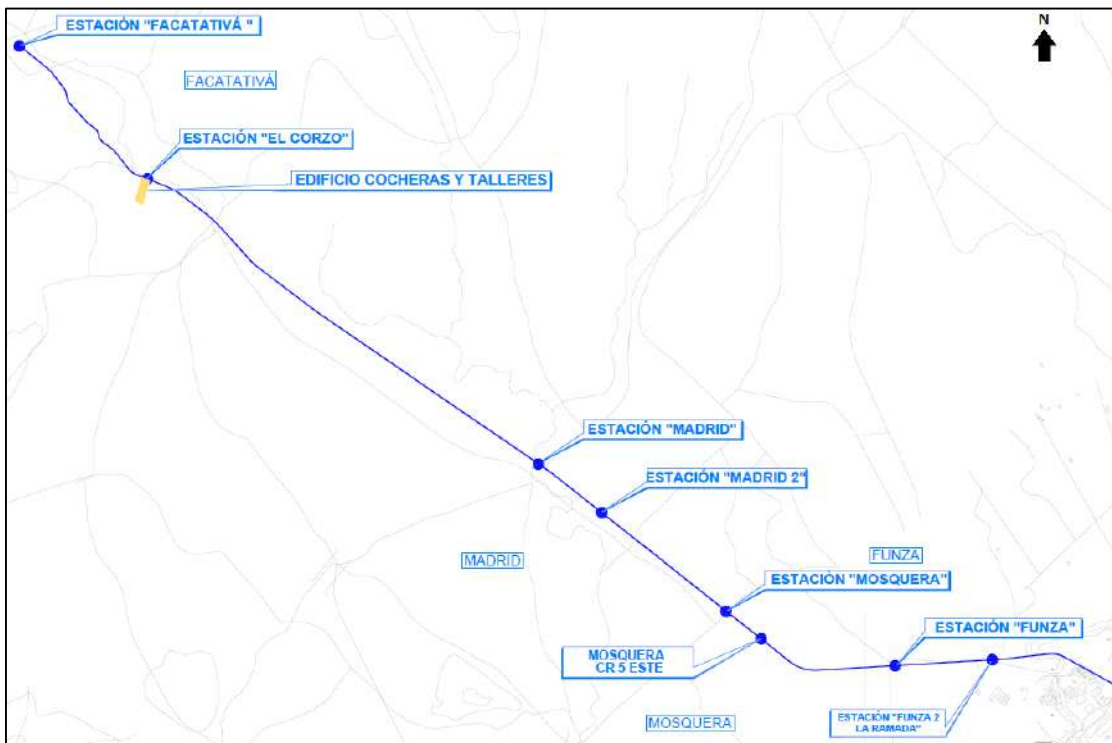 ESTACIÓN "FACATATIVÁ "
N
FACATATIVÁ
ESTACIÓN "EL CORZO"
EDIFICIO COCHERAS Y TALLERES
ESTACIÓN "MADRID"
ESTACIÓN "MADRID 2"
MADRID
FUNZA
ESTACIÓN "MOSQUERA"
ESTACIÓN "FUNZA"
MOSQUERA
CR 5 ESTE
MOSQUERA
ESTACIÓN "FUNZA 2
LA RAMADA"